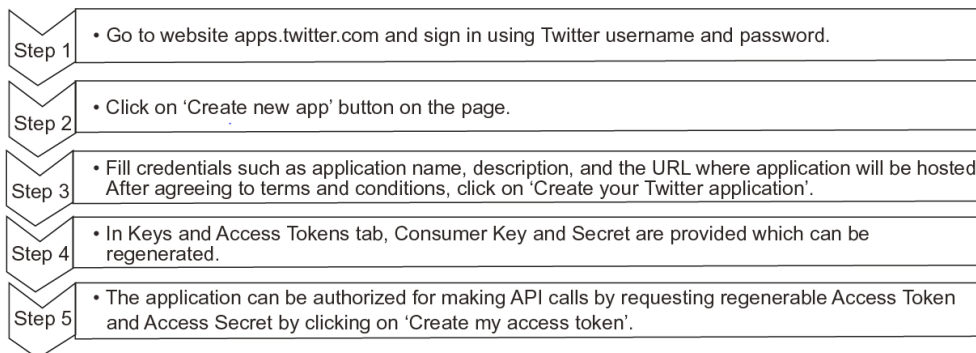 Step 1
• Go to website apps.twitter.com and sign in using Twitter username and password.
Step 2
• Click on ‘Create new app’ button on the page.
Step 3
• Fill credentials such as application name, description, and the URL where application will be hosted
After agreeing to terms and conditions, click on ‘Create your Twitter application’.
Step 4
• In Keys and Access Tokens tab, Consumer Key and Secret are provided which can be
regenerated.
Step 5
• The application can be authorized for making API calls by requesting regenerable Access Token
and Access Secret by clicking on ‘Create my access token’.